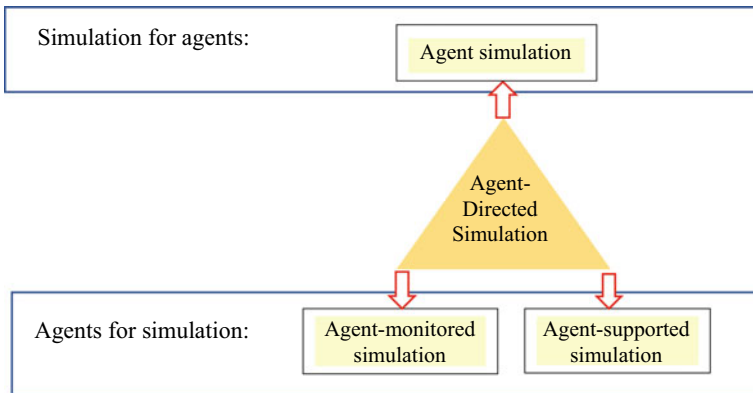 Simulation for agents:
Agent simulation
Agent-
Directed
Simulation
Agents for simulation:
Agent-monitored
simulation
Agent-supported
simulation